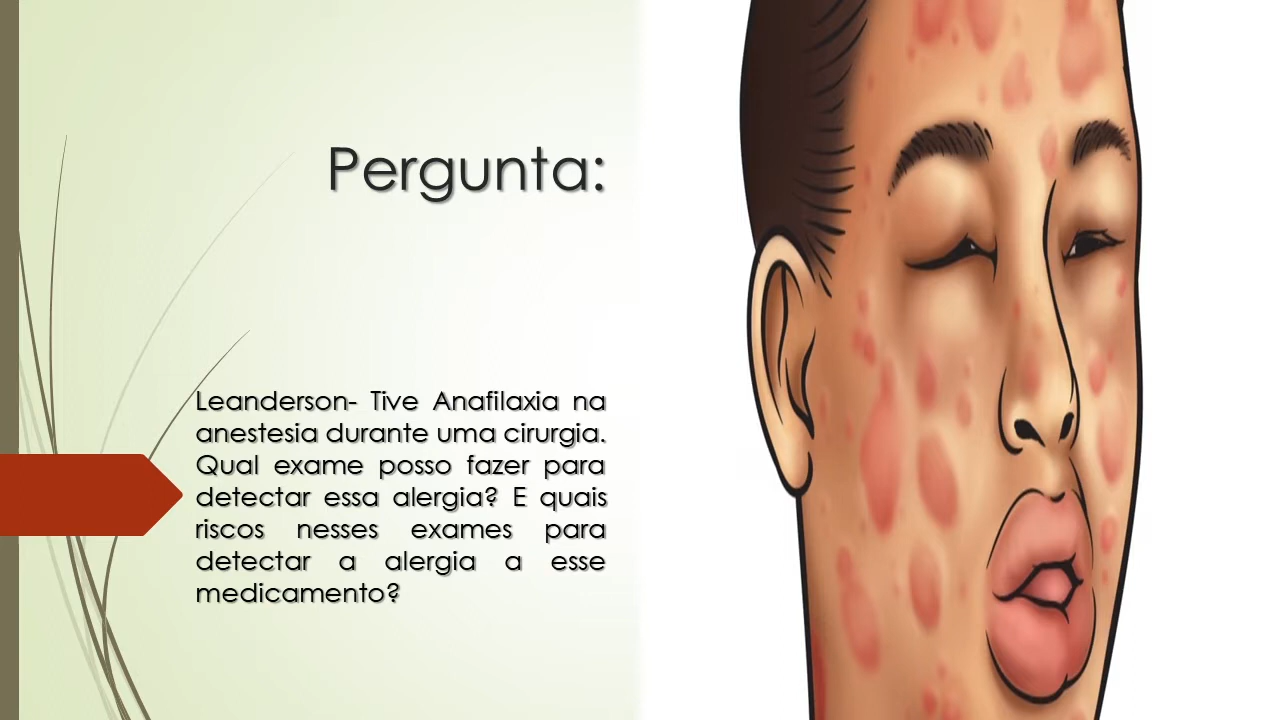 Pergunta:
Leanderson- Tive Anafilaxia na
anestesia durante uma cirurgia.
Qual exame posso fazer para
detectar essa alergia? E quais
riscos nesses exames para
detectar a alergia a esse
medicamento?